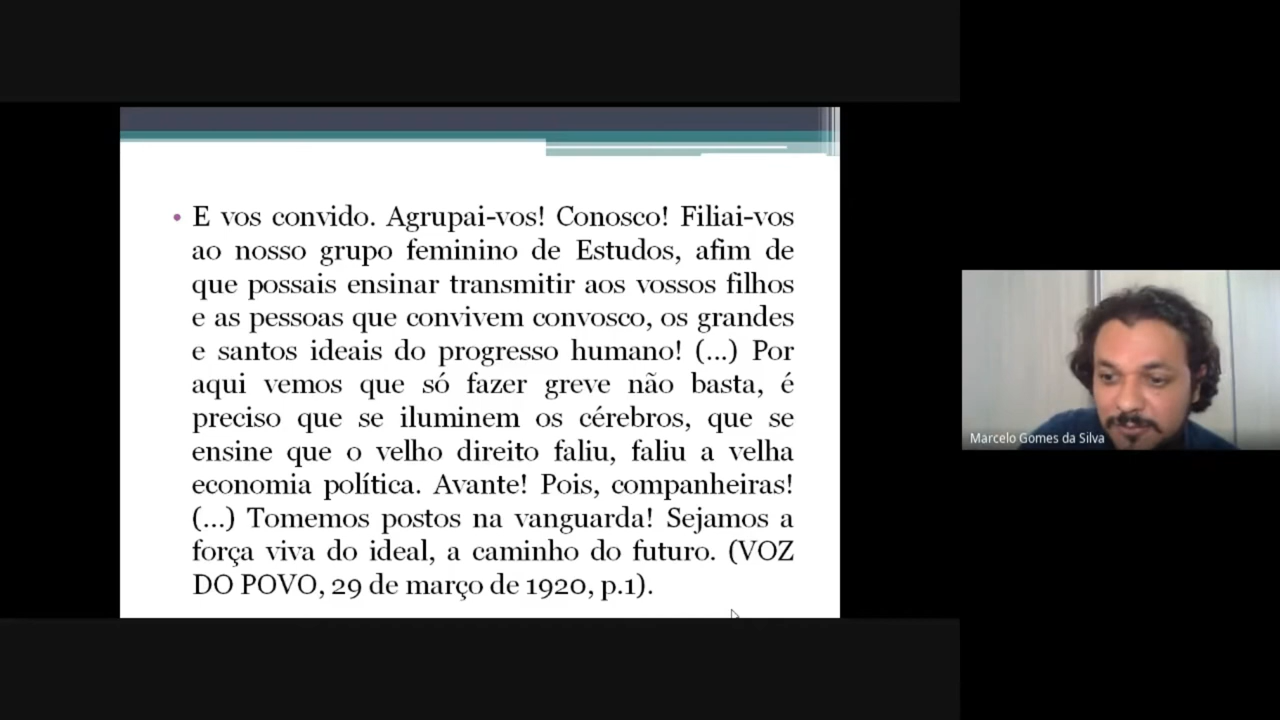 • E vos convido. Agrupai-vos! Conosco! Filiai-vos
ao nosso grupo feminino de Estudos, afim de
que possais ensinar transmitir aos vossos filhos
e as pessoas que convivem convosco, os grandes
e santos ideais do progresso humano! (...) Por
aqui vemos que só fazer greve não basta, é
preciso que se iluminem os cérebros, que se
ensine que o velho direito faliu, faliu a velha
economia política. Avante! Pois, companheiras!
(...) Tomemos postos na vanguarda! Sejamos a
força viva do ideal, a caminho do futuro. (VOZ
DO POVO, 29 de março de 1920, p.1).
Marcelo Gomes da Silva